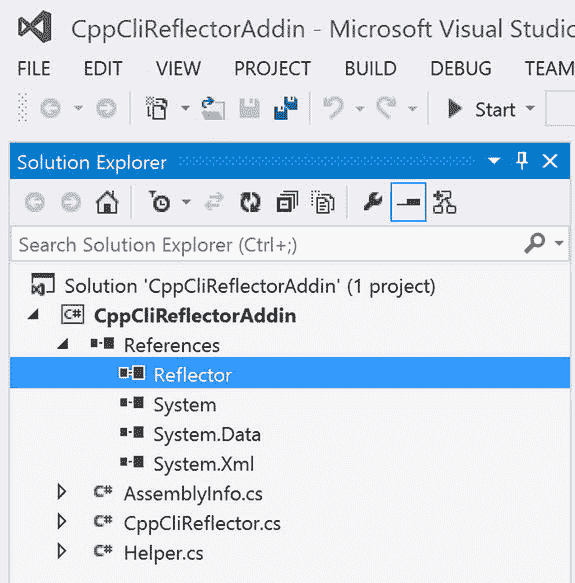 CppCliReflectorAddin - Microsoft Visual Studio
FILE EDIT VIEW PROJECT BUILD DEBUG TEAM
Start
Solution Explorer
Search Solution Explorer (Ctrl+;)
Solution 'CppCliReflectorAddin' (1 project)
C# CppCliReflectorAddin
References
Reflector
System
System.Data
System.Xml
C# AssemblyInfo.cs
C# CppCliReflector.cs
C# Helper.cs